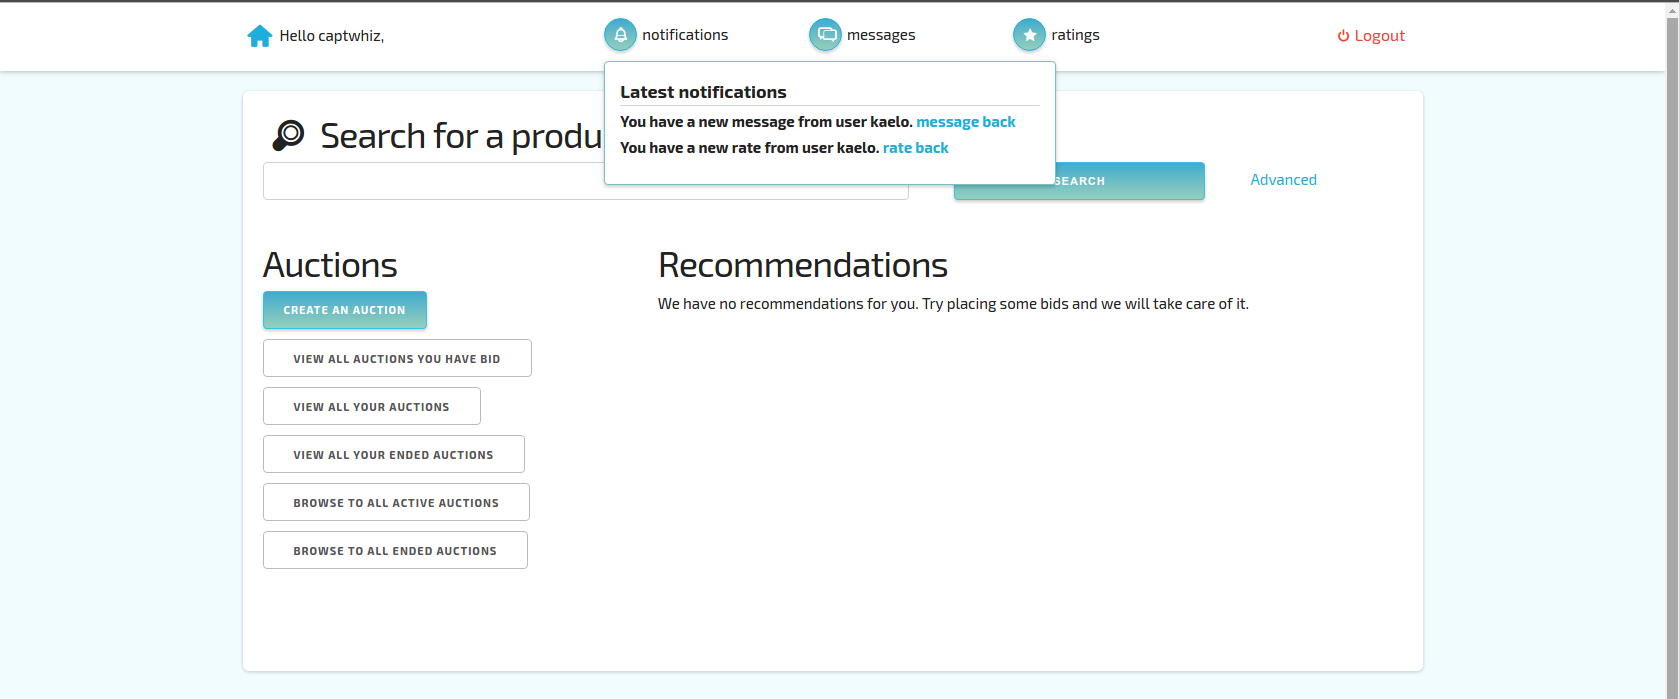 Hello captwhiz,
notifications
messages
ratings
Logout
Latest notifications
You have a new message from user kaelo. message back
You have a new rate from user kaelo. rate back
Search for a produ
SEARCH
Advanced
Auctions
CREATE AN AUCTION
VIEW ALL AUCTIONS YOU HAVE BID
VIEW ALL YOUR AUCTIONS
VIEW ALL YOUR ENDED AUCTIONS
BROWSE TO ALL ACTIVE AUCTIONS
BROWSE TO ALL ENDED AUCTIONS
Recommendations
We have no recommendations for you. Try placing some bids and we will take care of it.